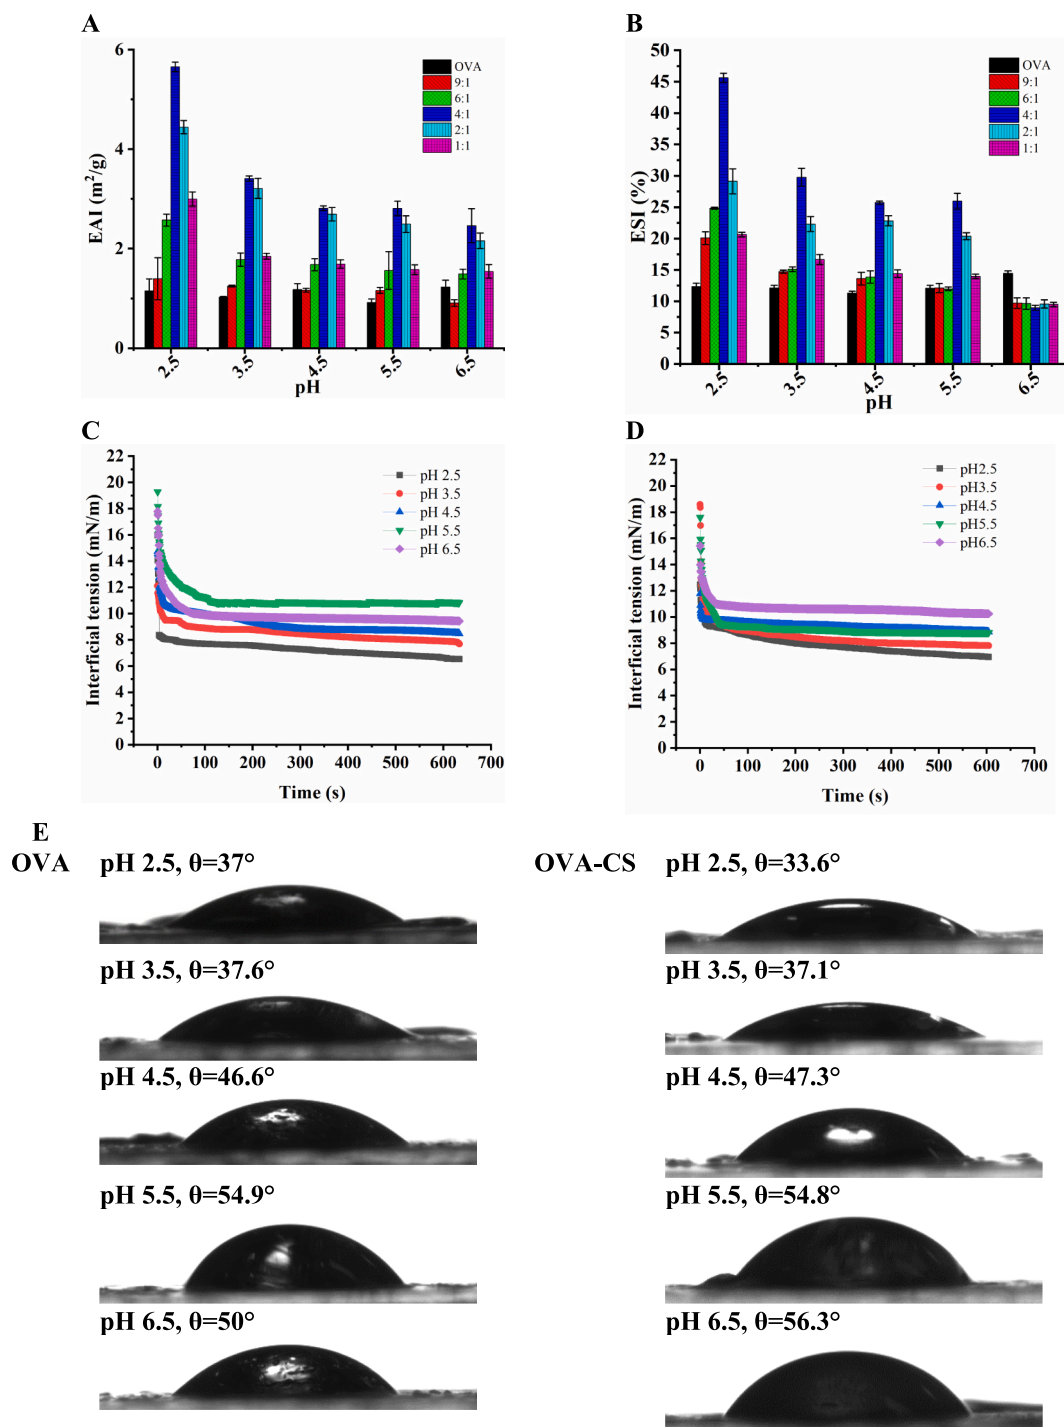 A
EAI (m²/g)
6
4
2
0
OVA
9:1
6:1
4:1
2:1
1:1
2.5
3.5
4.5
5.5
6.5
pH
B
ESI (%)
50
45
40
35
30
25
20
15
10
5
0
OVA
9:1
6:1
4:1
2:1
1:1
2.5
3.5
4.5
5.5
6.5
pH
C
Interficial tension (mN/m)
22
20
18
16
14
12
10
8
6
4
2
0
pH 2.5
pH 3.5
pH 4.5
pH 5.5
pH 6.5
0 100 200 300 400 500 600 700
Time (s)
D
Interficial tension (mN/m)
22
20
18
16
14
12
10
8
6
4
2
0
pH2.5
pH3.5
pH4.5
pH5.5
pH6.5
0 100 200 300 400 500 600 700
Time (s)
E
OVA
pH 2.5, θ=37°
pH 3.5, θ=37.6°
pH 4.5, θ=46.6°
pH 5.5, θ=54.9°
pH 6.5, θ=50°
OVA-CS
pH 2.5, θ=33.6°
pH 3.5, θ=37.1°
pH 4.5, θ=47.3°
pH 5.5, θ=54.8°
pH 6.5, θ=56.3°